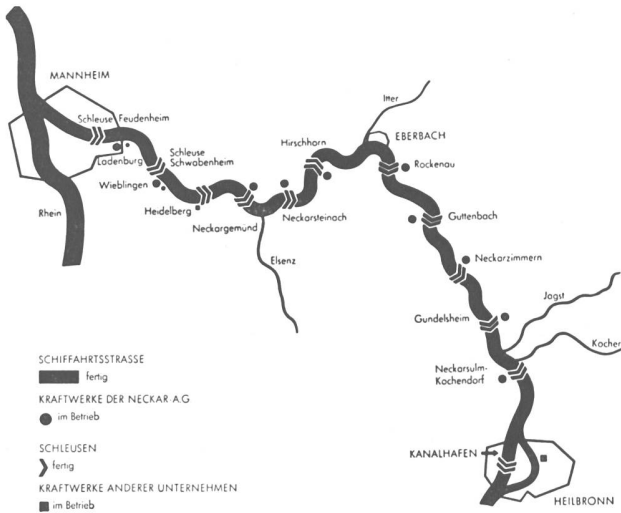 MANNHEIM
Schleuse Feudenheim
Ladenburg
Schleuse
Schwabenheim
Wieblingen
Heidelberg
Rhein
Neckargemünd
Elsenz
Neckarsteinach
Hirschhorn
Itter
EBERBACH
Rockenau
Guttenbach
Neckarzimmern
Gundelsheim
Jagst
Kocher
Neckarsulm-
Kochendorf
KANALHAFEN
HEILBRONN
SCHIFFAHRTSSTRASSE
fertig
KRAFTWERKE DER NECKAR-A.G
im Betrieb
SCHLEUSEN
fertig
KRAFTWERKE ANDERER UNTERNEHMEN
im Betrieb